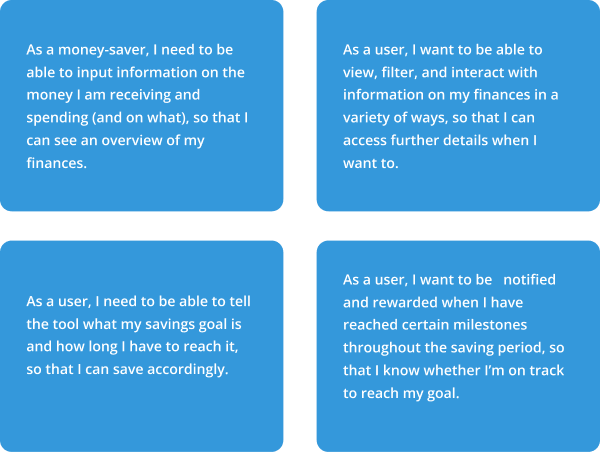 As a money-saver, I need to be
able to input information on the
money I am receiving and
spending (and on what), so that I
can see an overview of my
finances.
As a user, I want to be able to
view, filter, and interact with
information on my finances in a
variety of ways, so that I can
access further details when I
want to.
As a user, I need to be able to tell
the tool what my savings goal is
and how long I have to reach it,
so that I can save accordingly.
As a user, I want to be notified
and rewarded when I have
reached certain milestones
throughout the saving period, so
that I know whether I’m on track
to reach my goal.